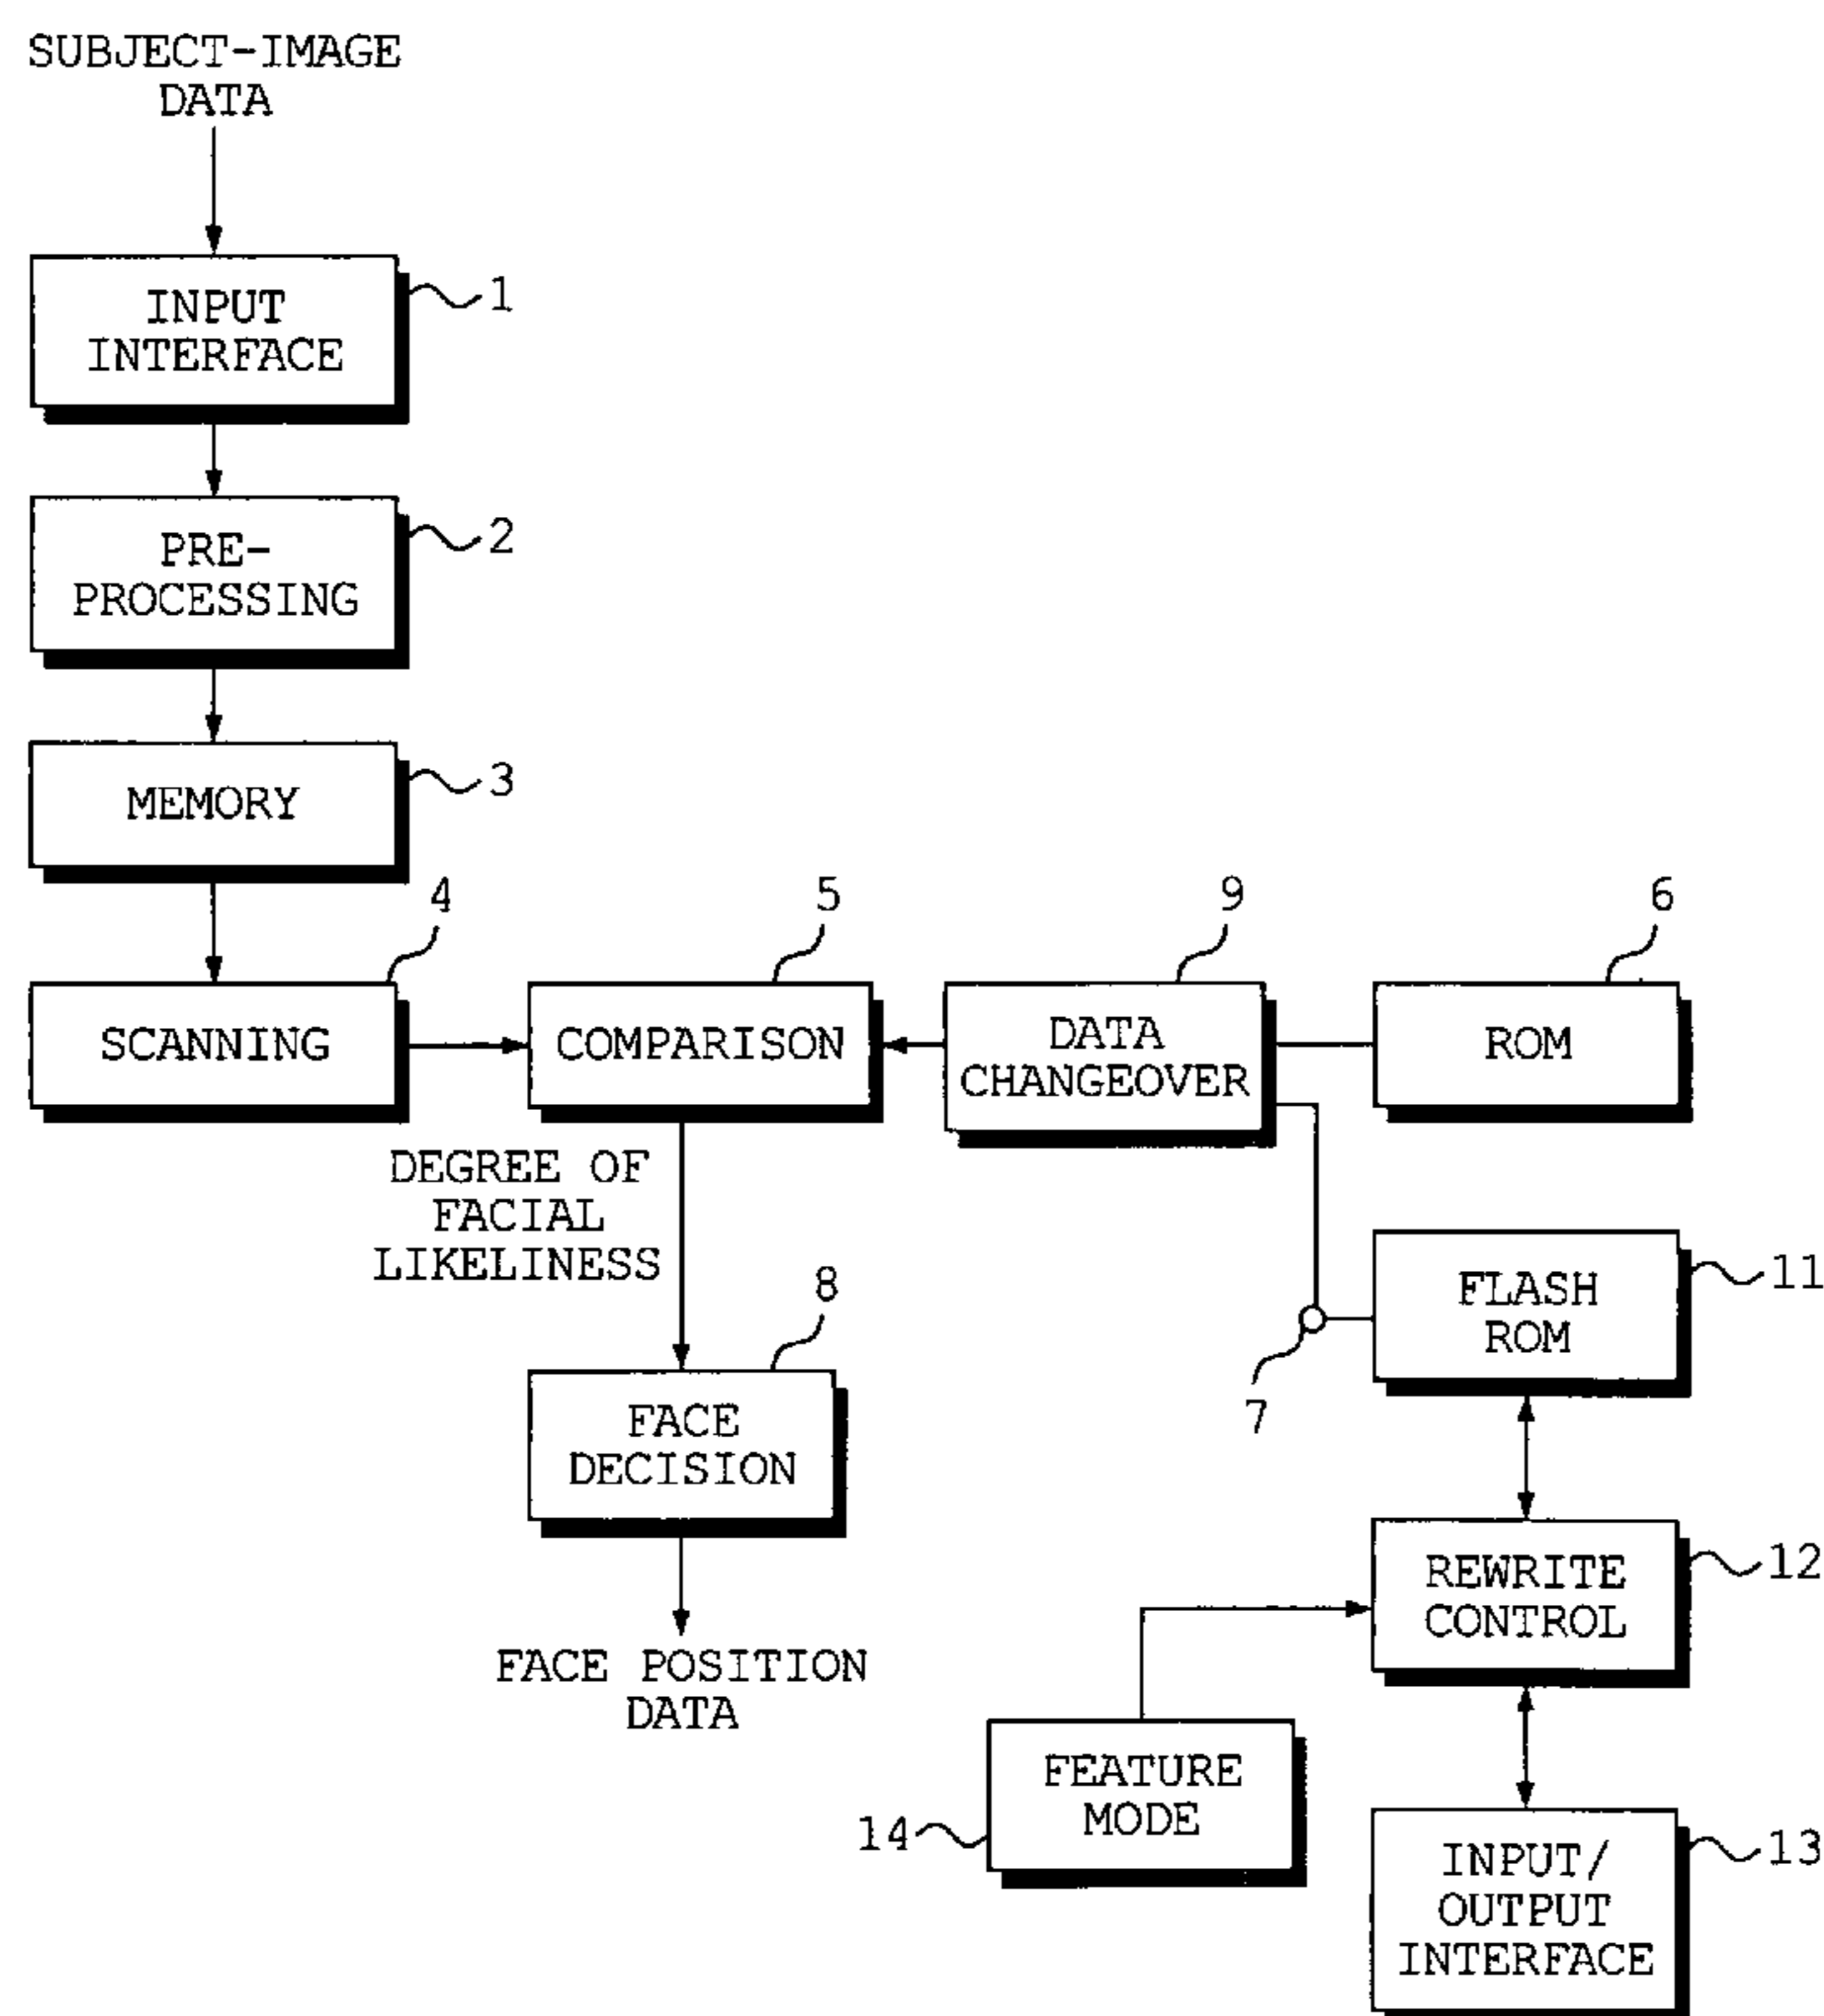 SUBJECT-IMAGE
DATA
INPUT
INTERFACE
1
PRE-
PROCESSING
2
MEMORY
3
4
SCANNING
5
COMPARISON
9
DATA
CHANGEOVER
6
ROM
DEGREE OF
FACIAL
LIKELINESS
8
FACE
DECISION
FACE POSITION
DATA
7
FLASH
ROM
11
REWRITE
CONTROL
12
FEATURE
MODE
14
INPUT/
OUTPUT
INTERFACE
13